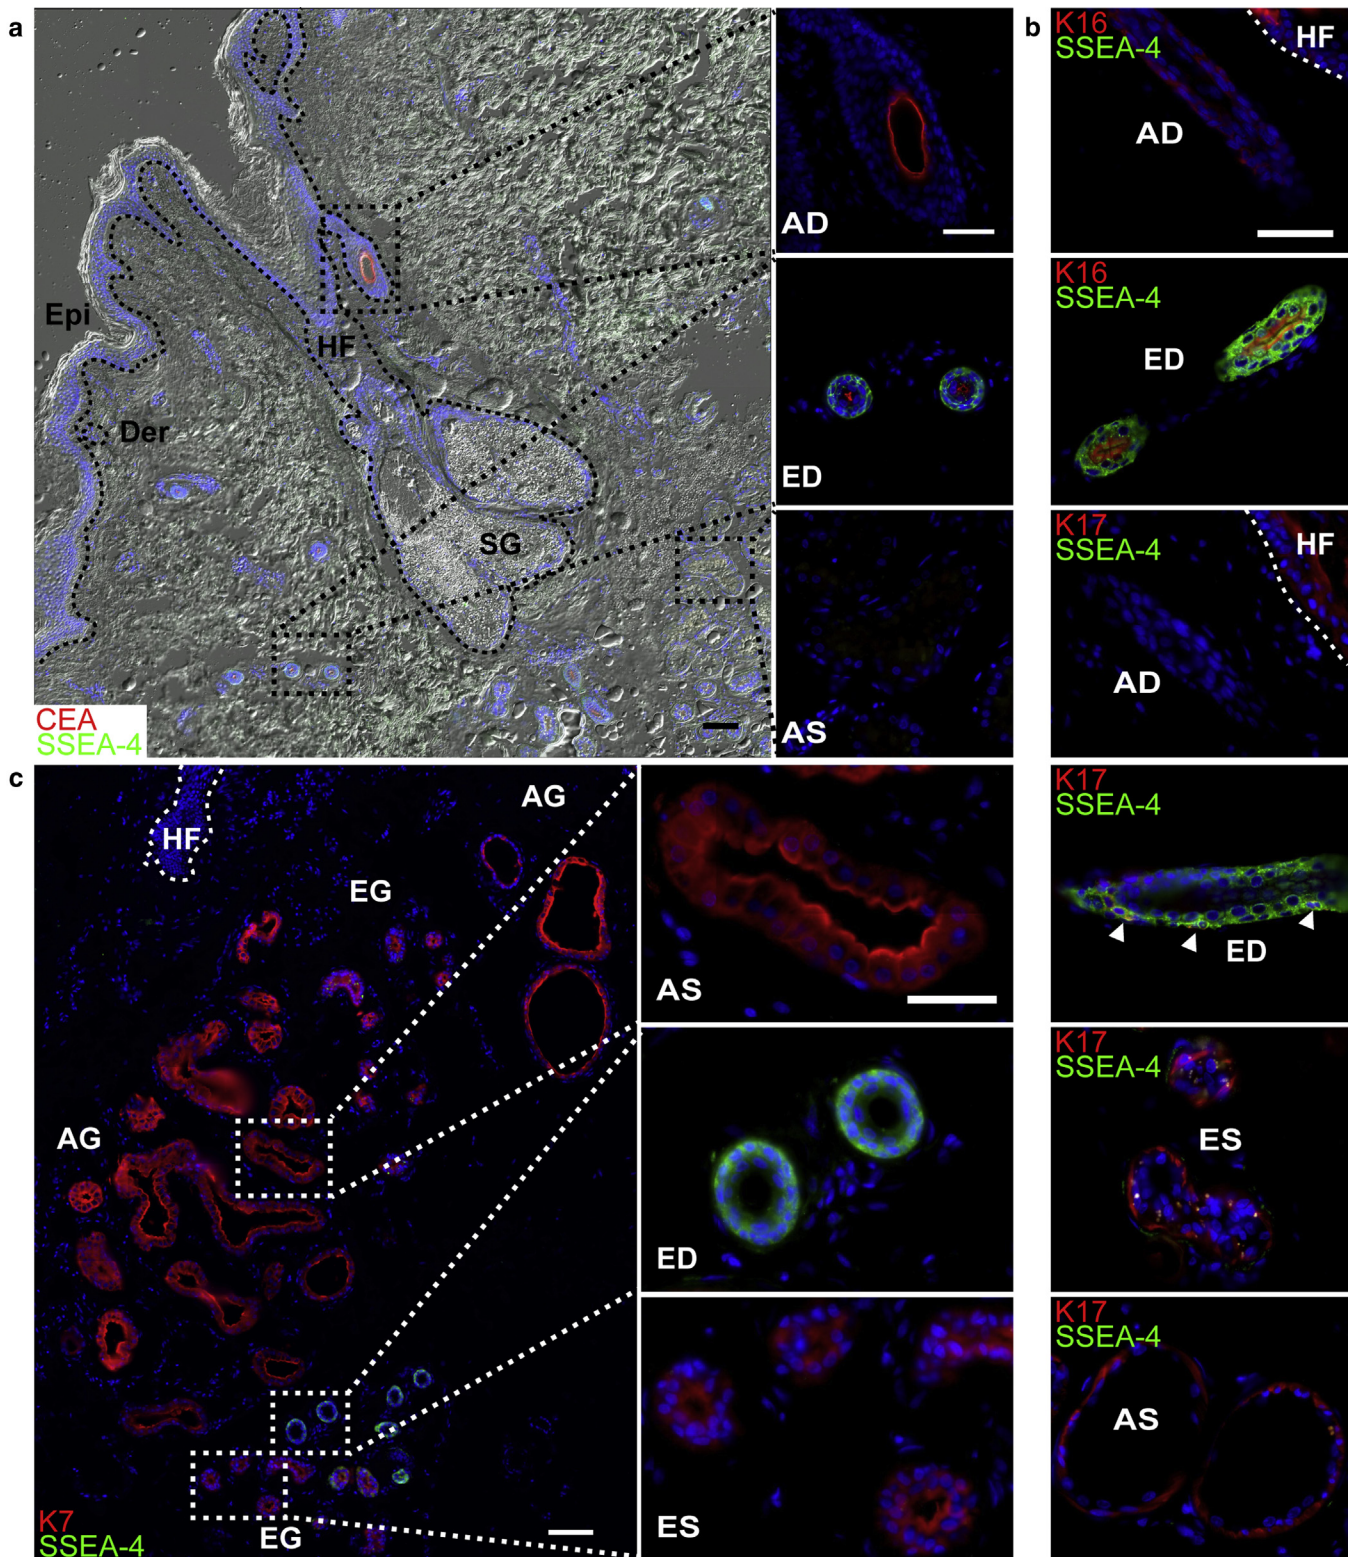 a
Epi
Der
HF
SG
CEA
SSEA-4
AD
ED
AS
b
K16
SSEA-4
HF
AD
K16
SSEA-4
ED
K17
SSEA-4
HF
AD
K17
SSEA-4
ED
K17
SSEA-4
ES
K17
SSEA-4
AS
c
HF
AG
EG
AG
EG
K7
SSEA-4
AS
ED
ES